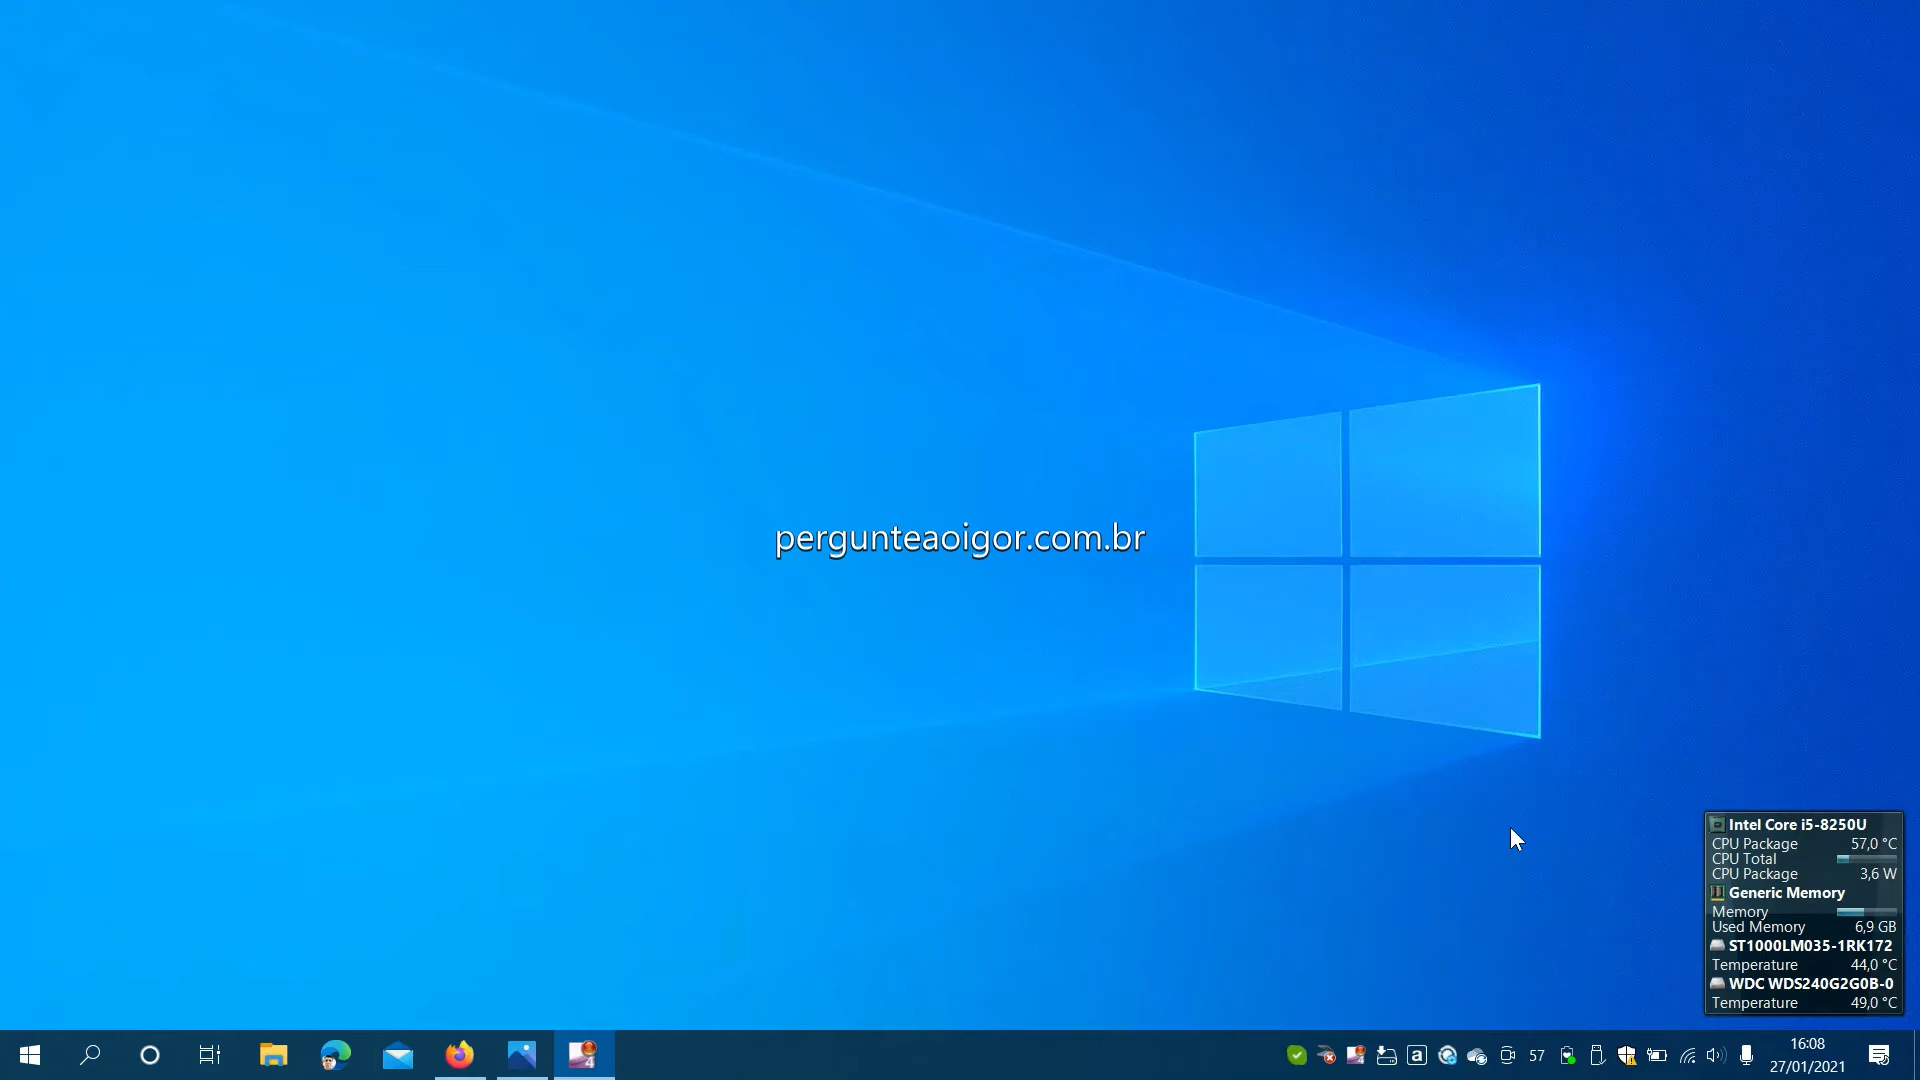 pergunteaoigor.com.br
Intel Core i5-8250U
CPU Package 57,0 °C
CPU Total
CPU Package 3,6 W
Generic Memory
Memory
Used Memory 6,9 GB
ST1000LM035-1RK172
Temperature 44,0 °C
WDC WDS240G2G0B-0
Temperature 49,0 °C
4
a
57
16:08
27/01/2021